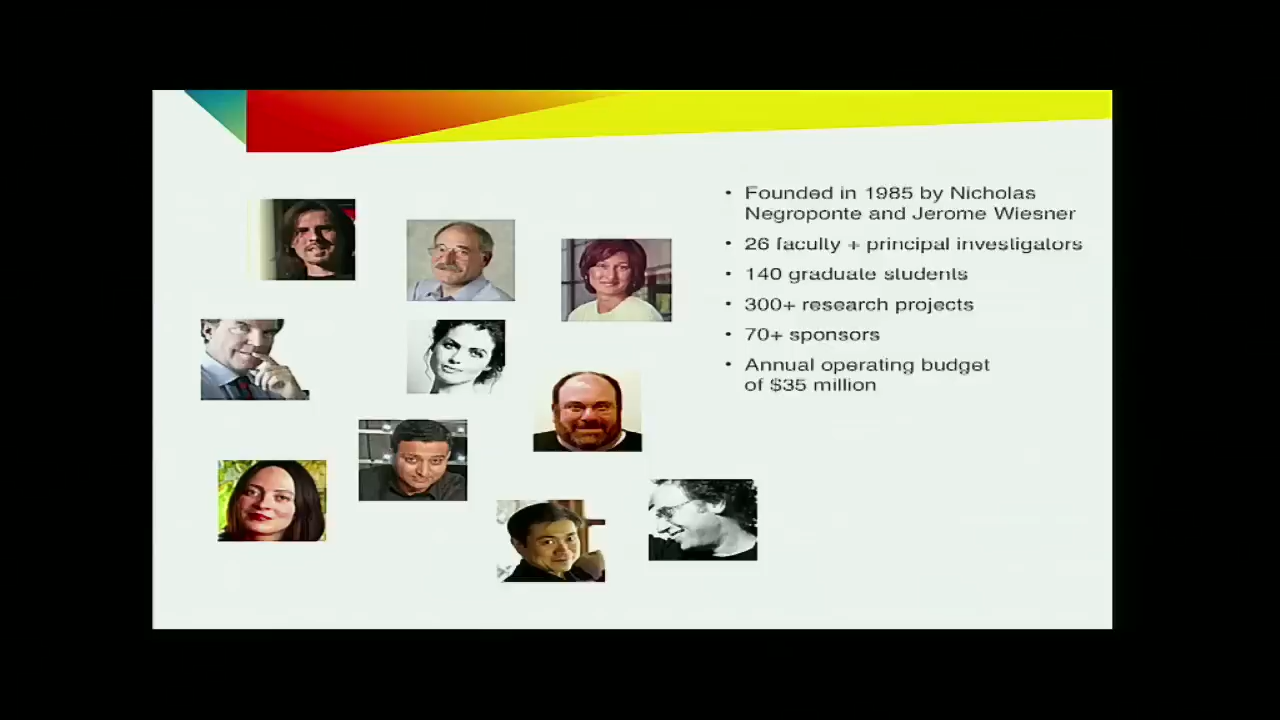 • Founded in 1985 by Nicholas
Negroponte and Jerome Wiesner
• 26 faculty + principal investigators
• 140 graduate students
• 300+ research projects
• 70+ sponsors
• Annual operating budget
of $35 million